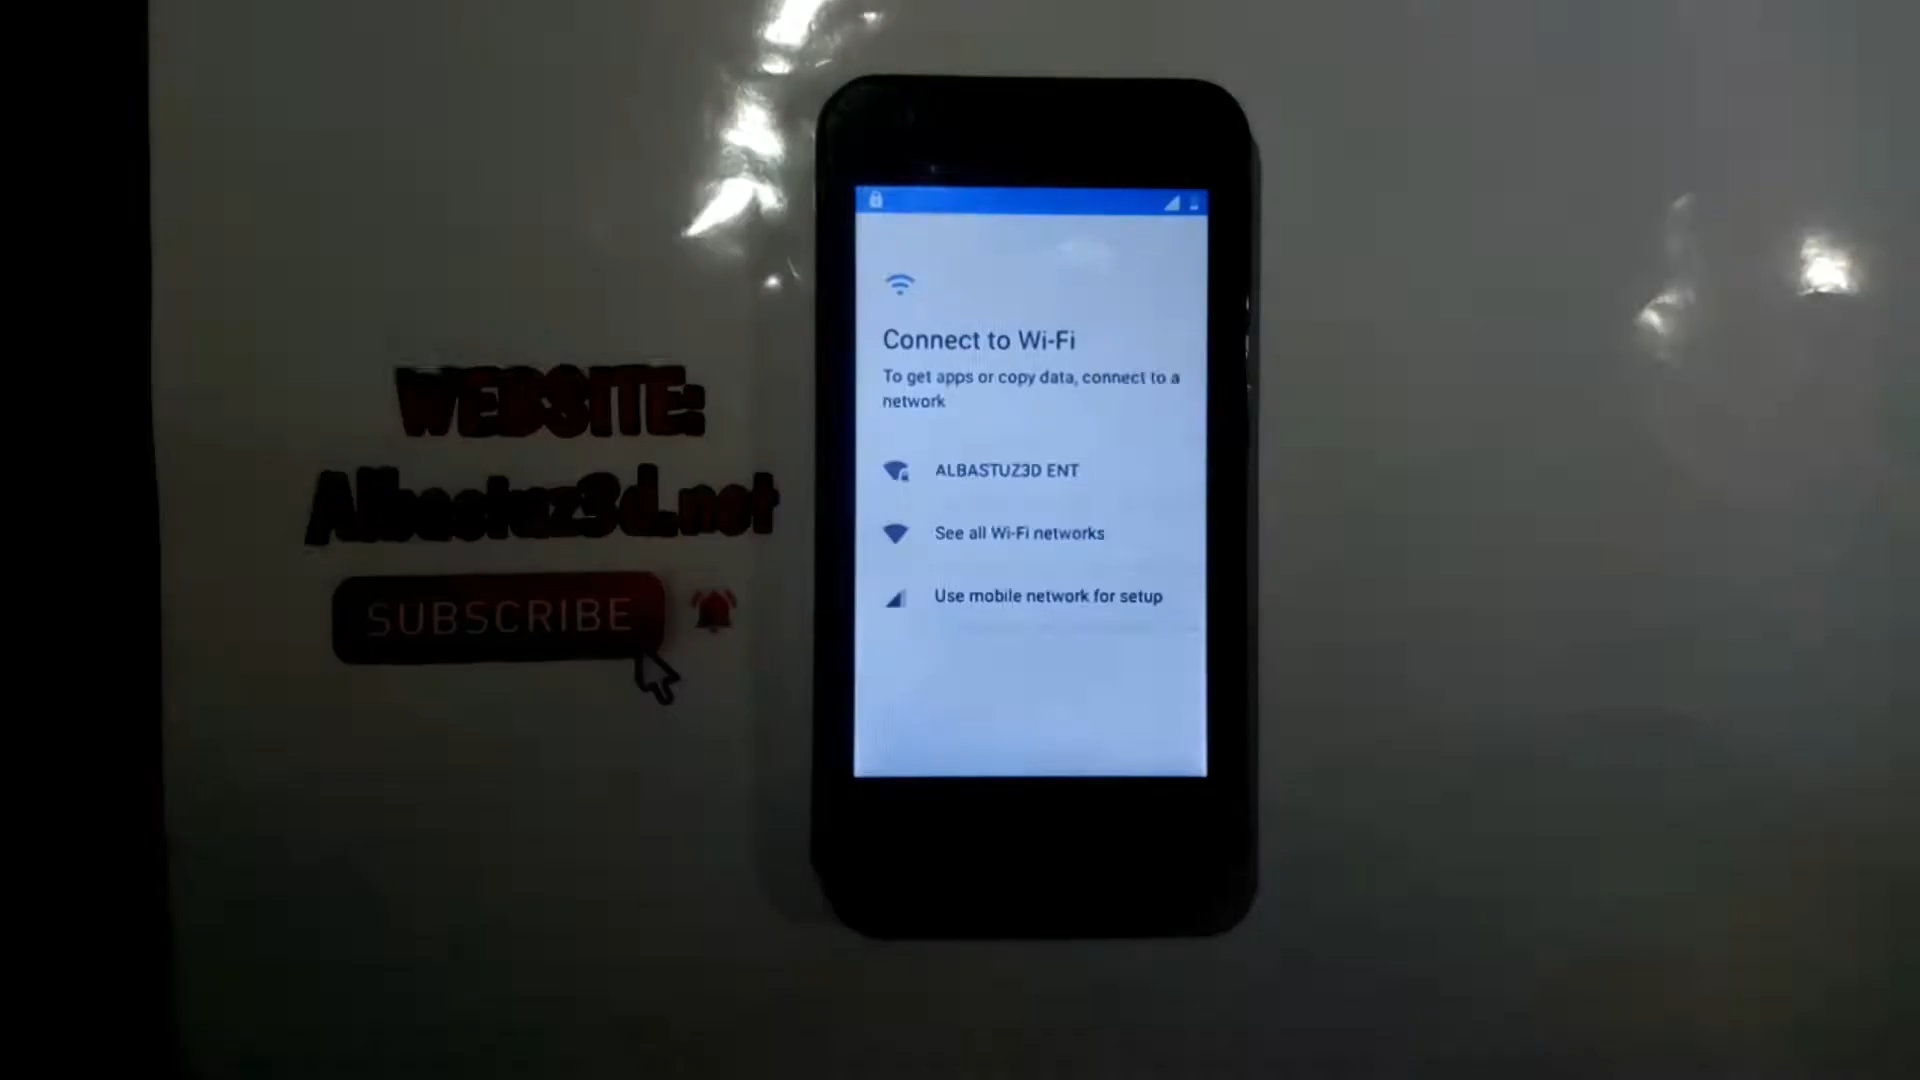 WEBSITE:
Albastuz3d.net
SUBSCRIBE
Connect to Wi-Fi
To get apps or copy data, connect to a
network
ALBASTUZ3D ENT
See all Wi-Fi networks
Use mobile network for setup